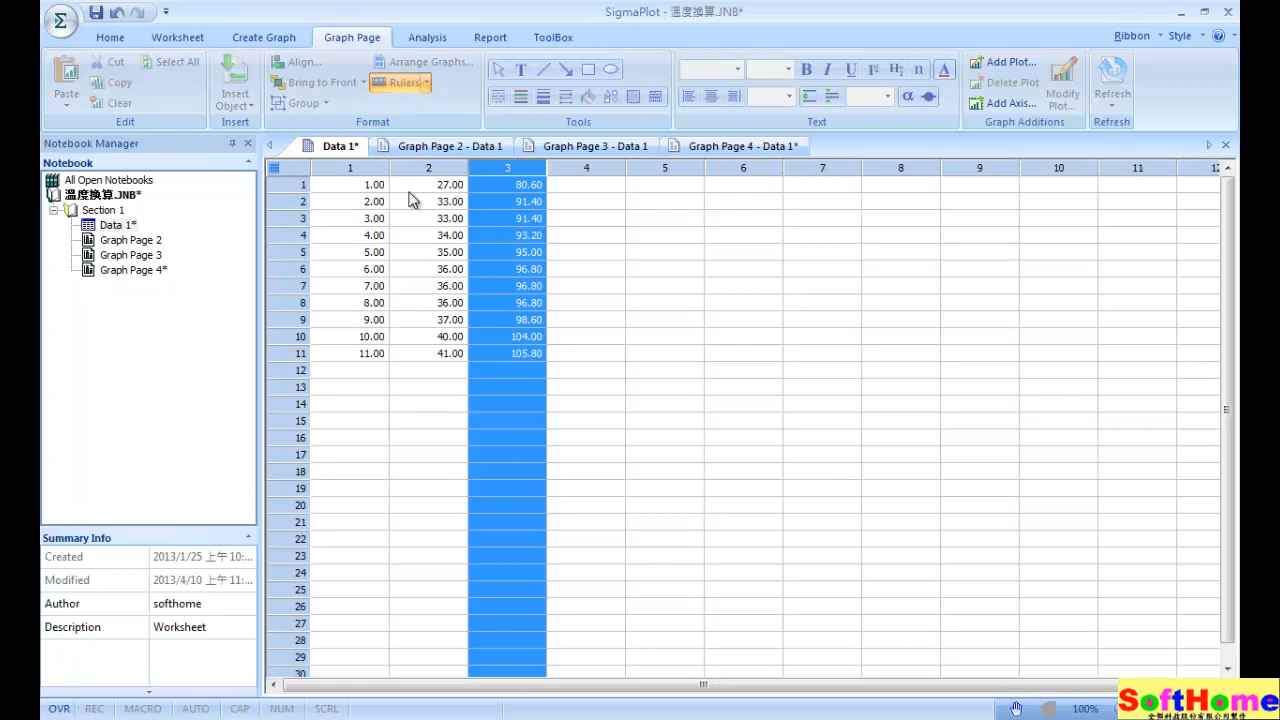 SigmaPlot - 溫度換算.JNB*
Home Worksheet Create Graph Graph Page Analysis Report ToolBox
Ribbon Style
Cut Select All
Paste Copy
Clear
Edit
Insert Object
Insert
Align... Arrange Graphs...
Bring to Front Rulers
Group
Format
Tools
B I U
Text
Add Plot...
Delete Plot
Add Axis...
Modify Plot...
Graph Additions
Refresh
Refresh
Notebook Manager
Data 1* Graph Page 2 - Data 1 Graph Page 3 - Data 1 Graph Page 4 - Data 1*
Notebook
All Open Notebooks
溫度換算.JNB*
Section 1
Data 1*
Graph Page 2
Graph Page 3
Graph Page 4*
1 2 3 4 5 6 7 8 9 10 11 12
1 1.00 27.00 80.60
2 2.00 33.00 91.40
3 3.00 33.00 91.40
4 4.00 34.00 93.20
5 5.00 35.00 95.00
6 6.00 36.00 96.80
7 7.00 36.00 96.80
8 8.00 36.00 96.80
9 9.00 37.00 98.60
10 10.00 40.00 104.00
11 11.00 41.00 105.80
12
13
14
15
16
17
18
19
20
21
22
23
24
25
26
27
28
29
30
Summary Info
Created 2013/1/25 上午 10:...
Modified 2013/4/10 上午 11:...
Author softhome
Description Worksheet
OVR REC MACRO AUTO CAP NUM SCRL 100%
SoftHome